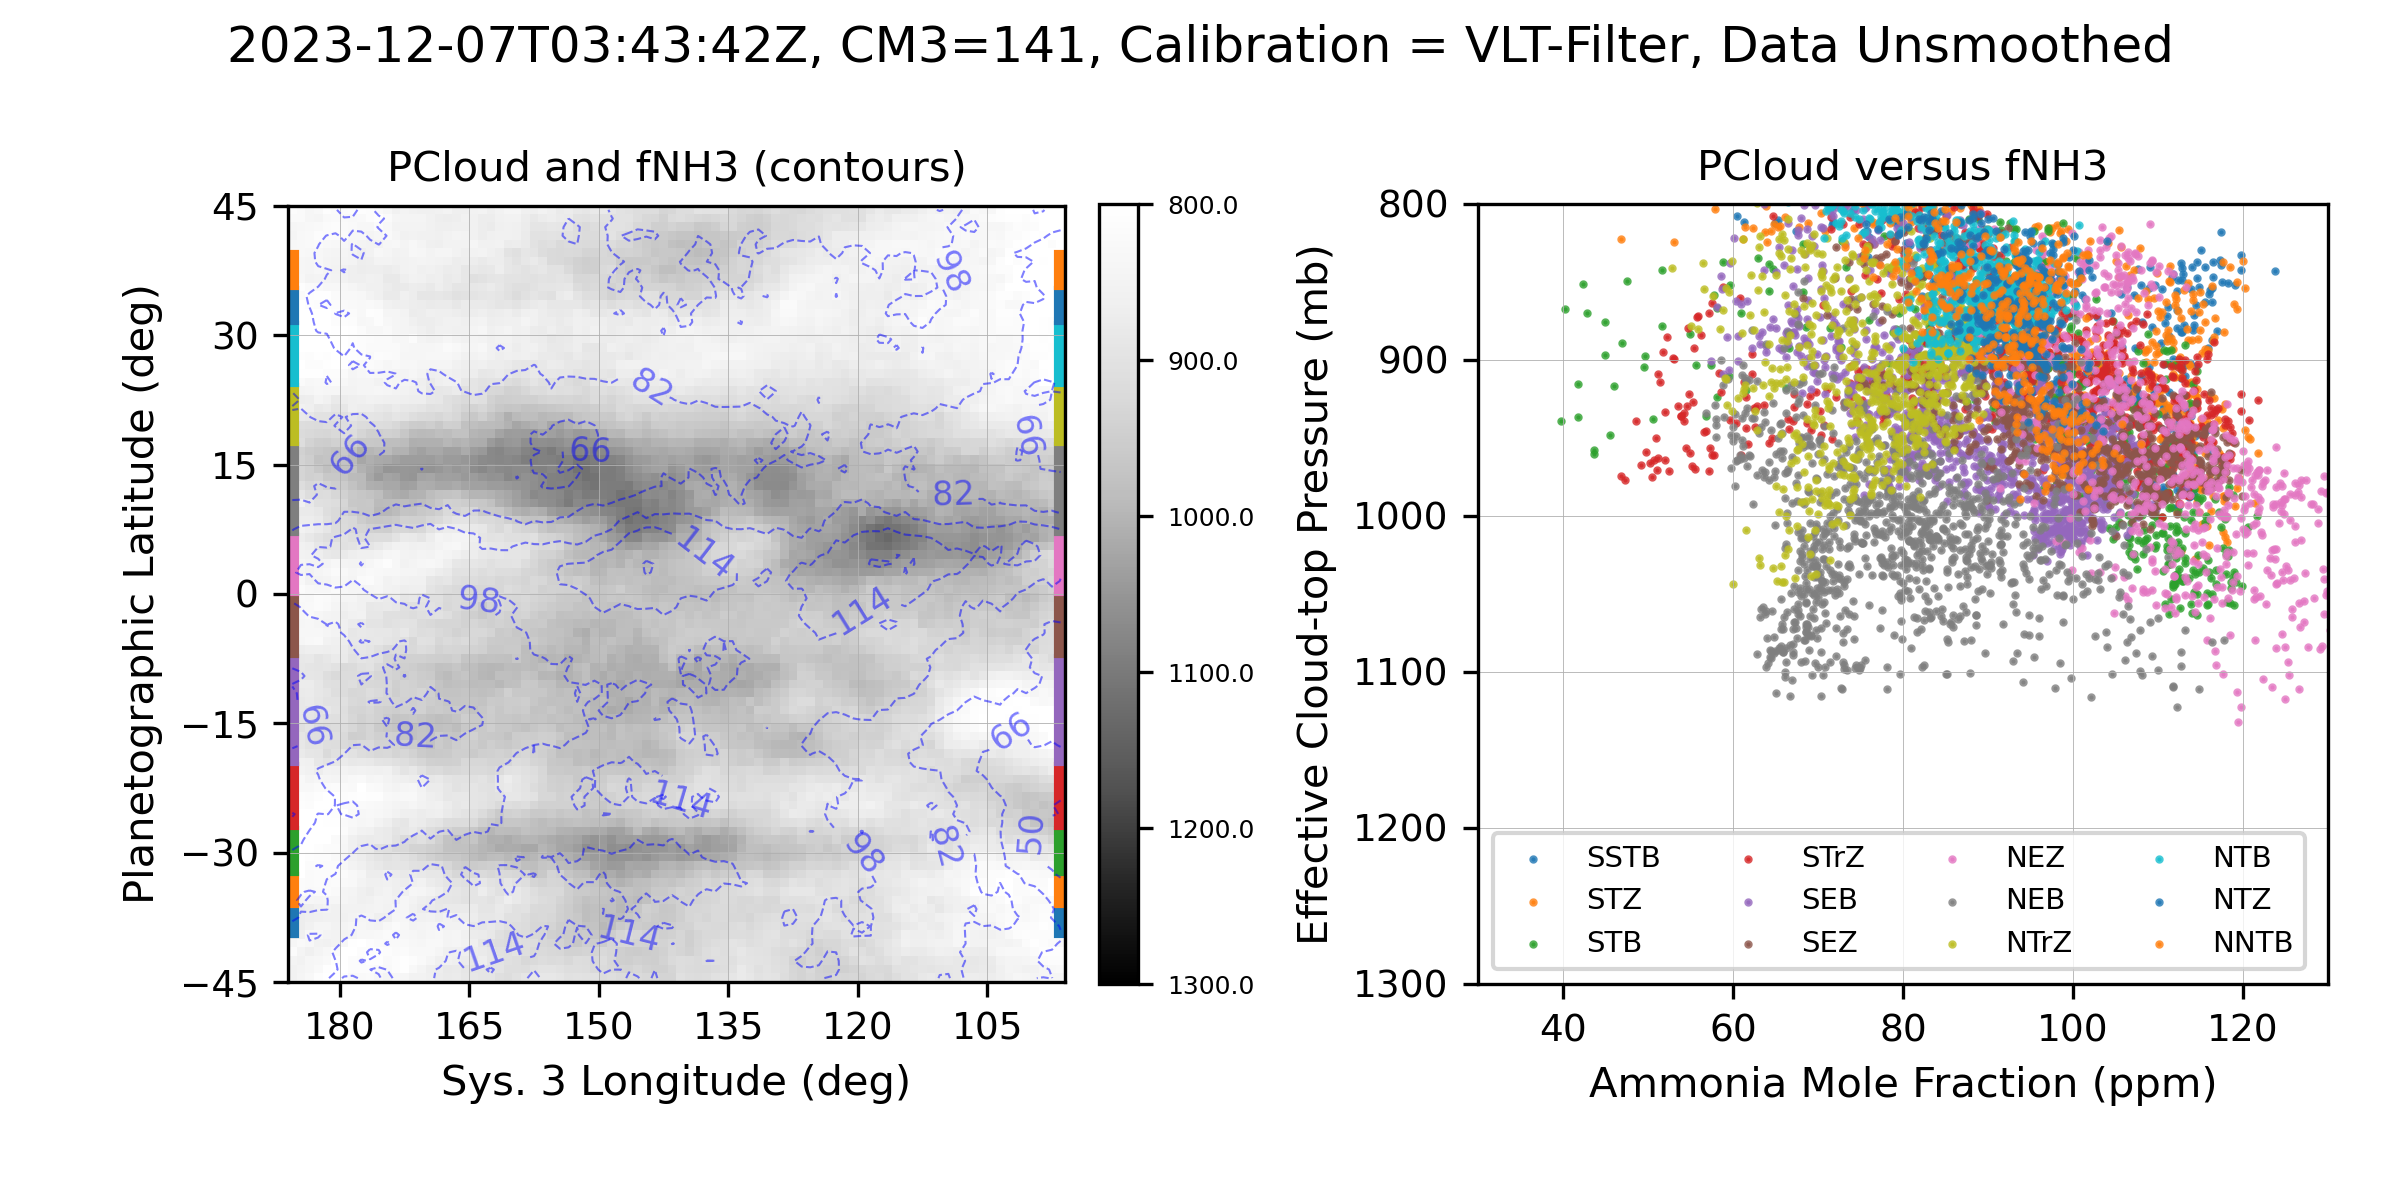 2023-12-07T03:43:42Z, CM3=141, Calibration = VLT-Filter, Data Unsmoothed
PCloud and fNH3 (contours)
Planetographic Latitude (deg)
45
30
15
0
−15
−30
−45
180
165
150
135
120
105
Sys. 3 Longitude (deg)
98
82
66
66
66
82
114
98
114
66
82
66
114
98
82
50
114
114
800.0
900.0
1000.0
1100.0
1200.0
1300.0
PCloud versus fNH3
Effective Cloud-top Pressure (mb)
800
900
1000
1100
1200
1300
SSTB
STZ
STB
STrZ
SEB
SEZ
NEZ
NEB
NTrZ
NTB
NTZ
NNTB
40
60
80
100
120
Ammonia Mole Fraction (ppm)